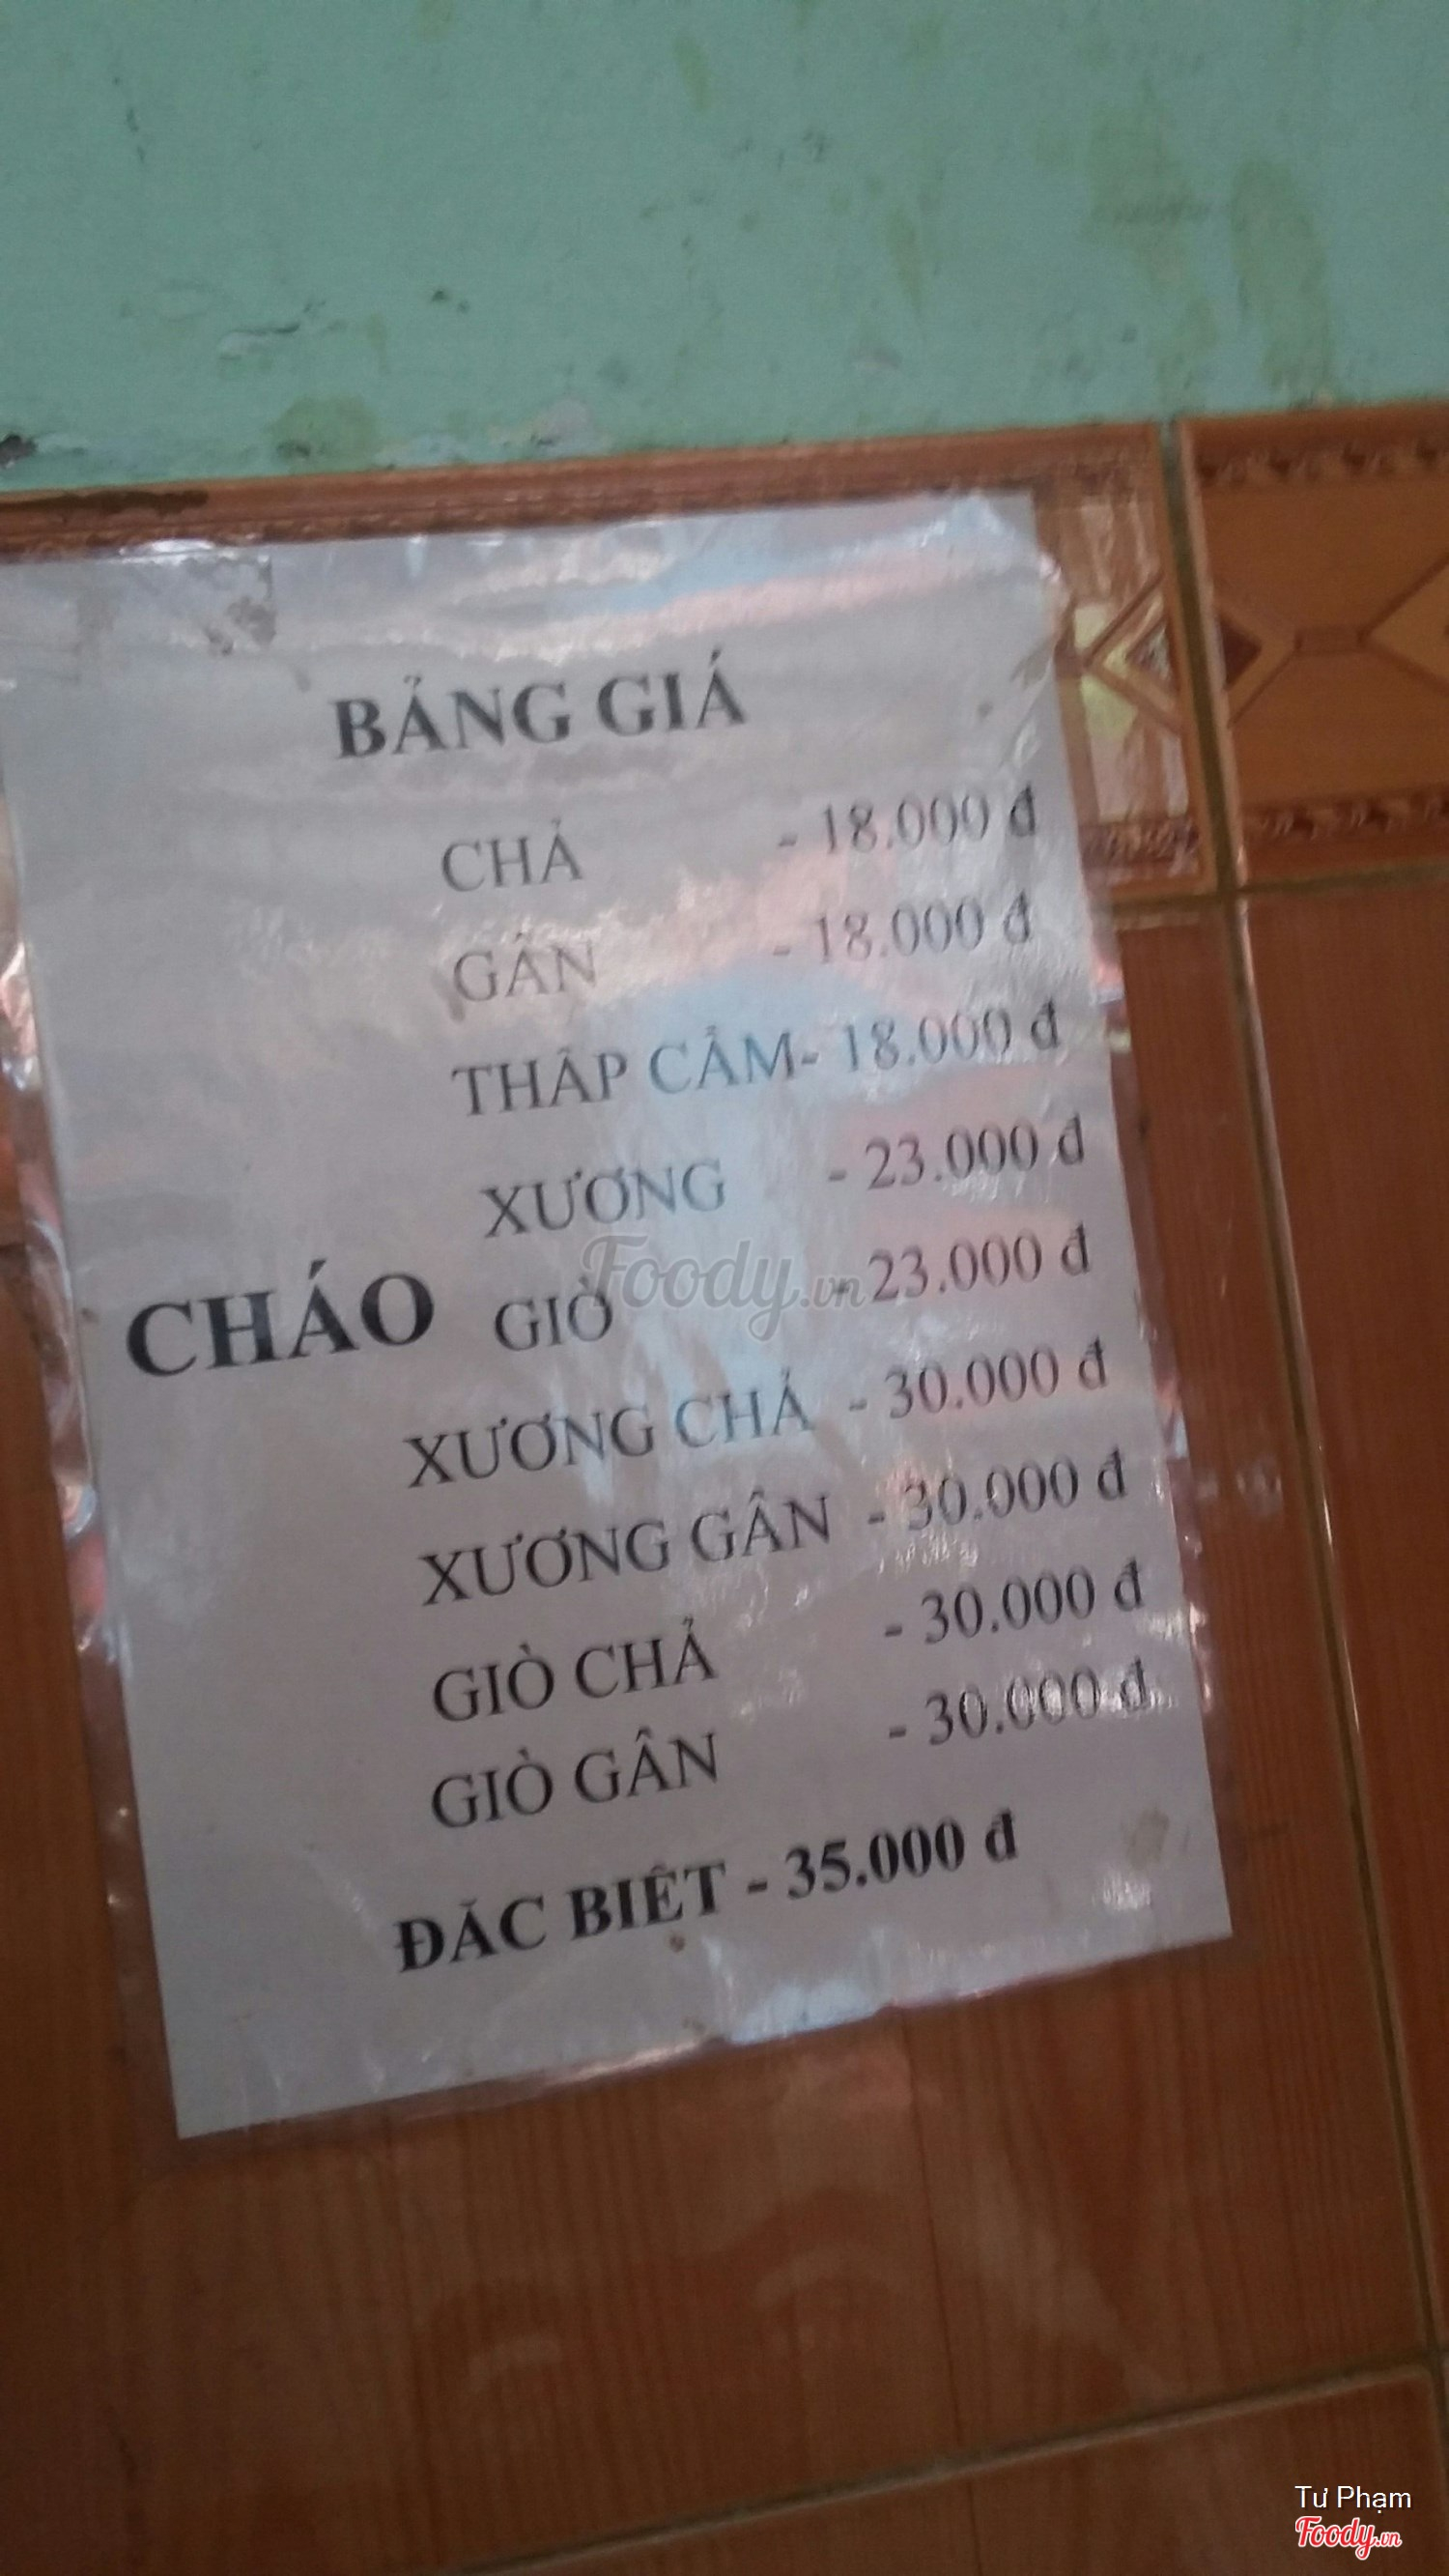 BẢNG GIÁ
CHẢ - 18.000 đ
GÂN - 18.000 đ
THẬP CẨM- 18.000 đ
XƯƠNG - 23.000 đ
CHÁO GIÒ - 23.000 đ
XƯƠNG CHẢ - 30.000 đ
XƯƠNG GÂN - 30.000 đ
GIÒ CHẢ - 30.000 đ
GIÒ GÂN - 30.000 đ
ĐẶC BIỆT - 35.000 đ
Foody.vn
Tư Phạm
Foody.vn